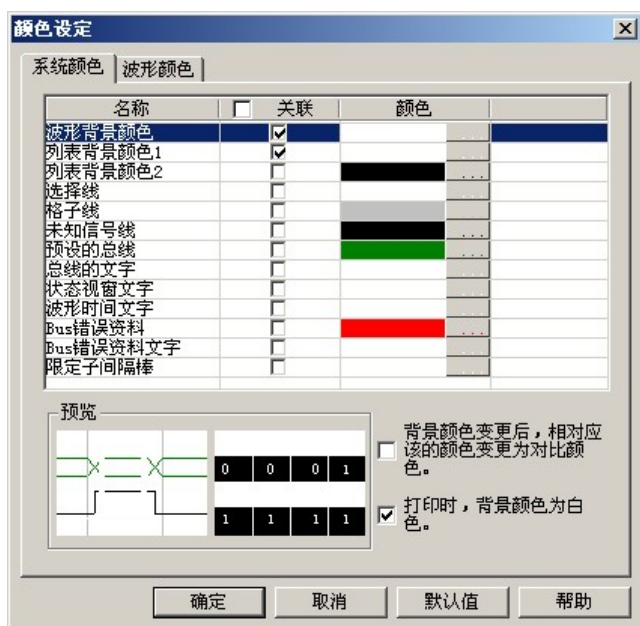 颜色设定
系统颜色 波形颜色
名称 关联 颜色
波形背景颜色
列表背景颜色1
列表背景颜色2
选择线
格子线
未知信号线
预设的总线
总线的文字
状态视窗文字
波形时间文字
Bus错误资料
Bus错误资料文字
限定子间隔棒
预览
0 0 0 1
1 1 1 1
背景颜色变更后，相对应
该的颜色变更为对比颜
色。
打印时，背景颜色为白
色。
确定 取消 默认值 帮助